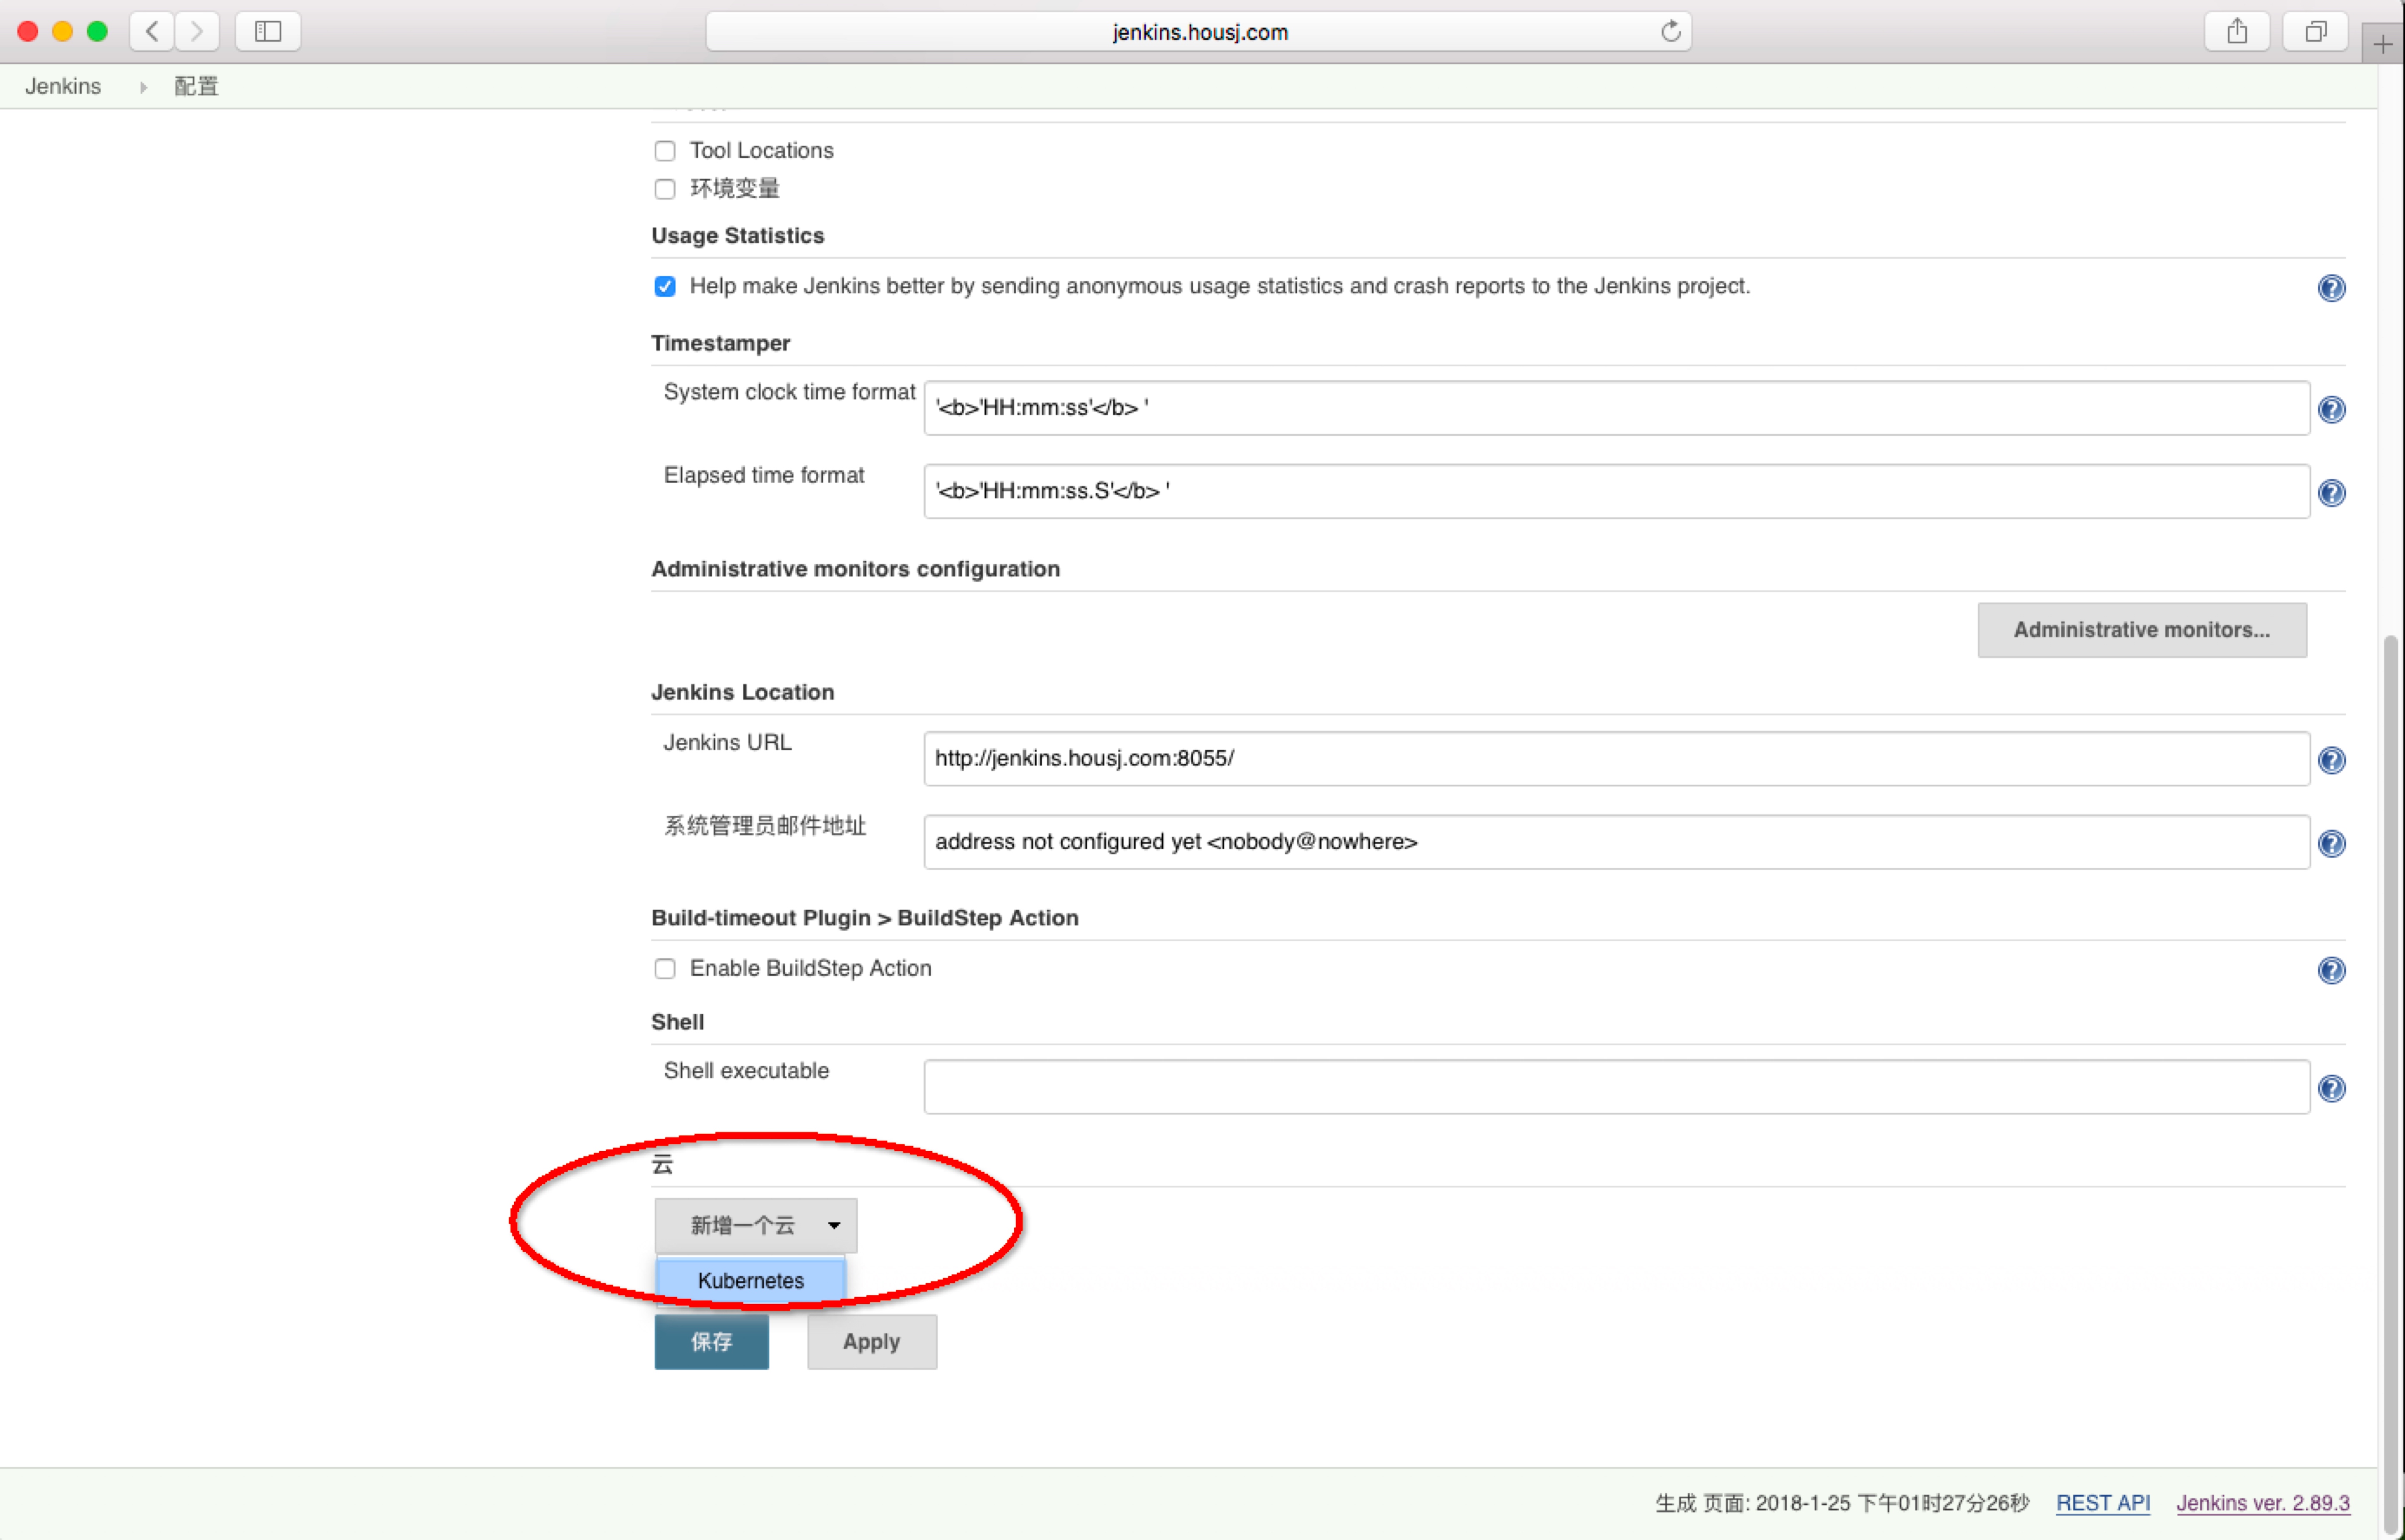 jenkins.housj.com
Jenkins 配置
Tool Locations
环境变量
Usage Statistics
Help make Jenkins better by sending anonymous usage statistics and crash reports to the Jenkins project.
Timestamper
System clock time format '<b>'HH:mm:ss'</b> '
Elapsed time format '<b>'HH:mm:ss.S'</b> '
Administrative monitors configuration
Administrative monitors...
Jenkins Location
Jenkins URL http://jenkins.housj.com:8055/
系统管理员邮件地址 address not configured yet <nobody@nowhere>
Build-timeout Plugin > BuildStep Action
Enable BuildStep Action
Shell
Shell executable
云
新增一个云
Kubernetes
保存 Apply
生成 页面: 2018-1-25 下午01时27分26秒 REST API Jenkins ver. 2.89.3